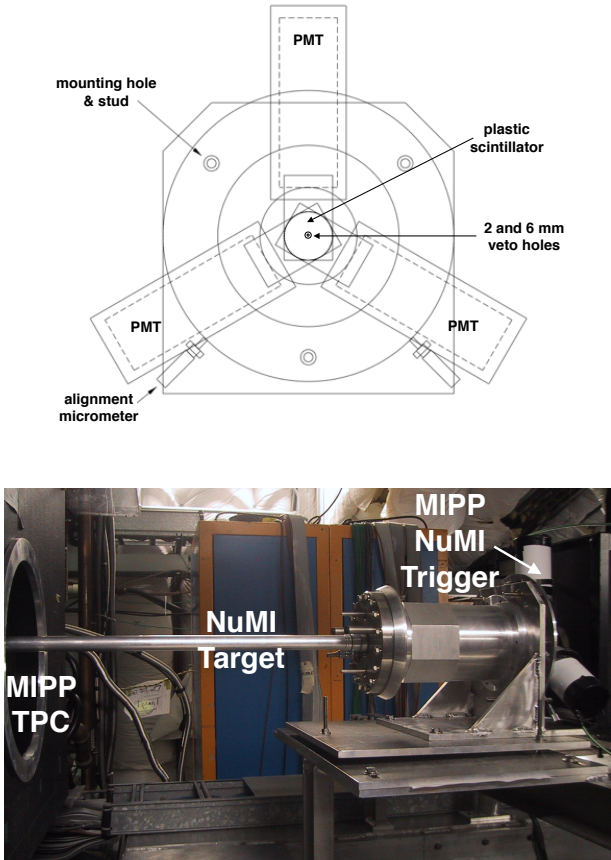 PMT
mounting hole
& stud
plastic
scintillator
2 and 6 mm
veto holes
PMT
PMT
alignment
micrometer
MIPP
NuMI
Trigger
NuMI
Target
MIPP
TPC